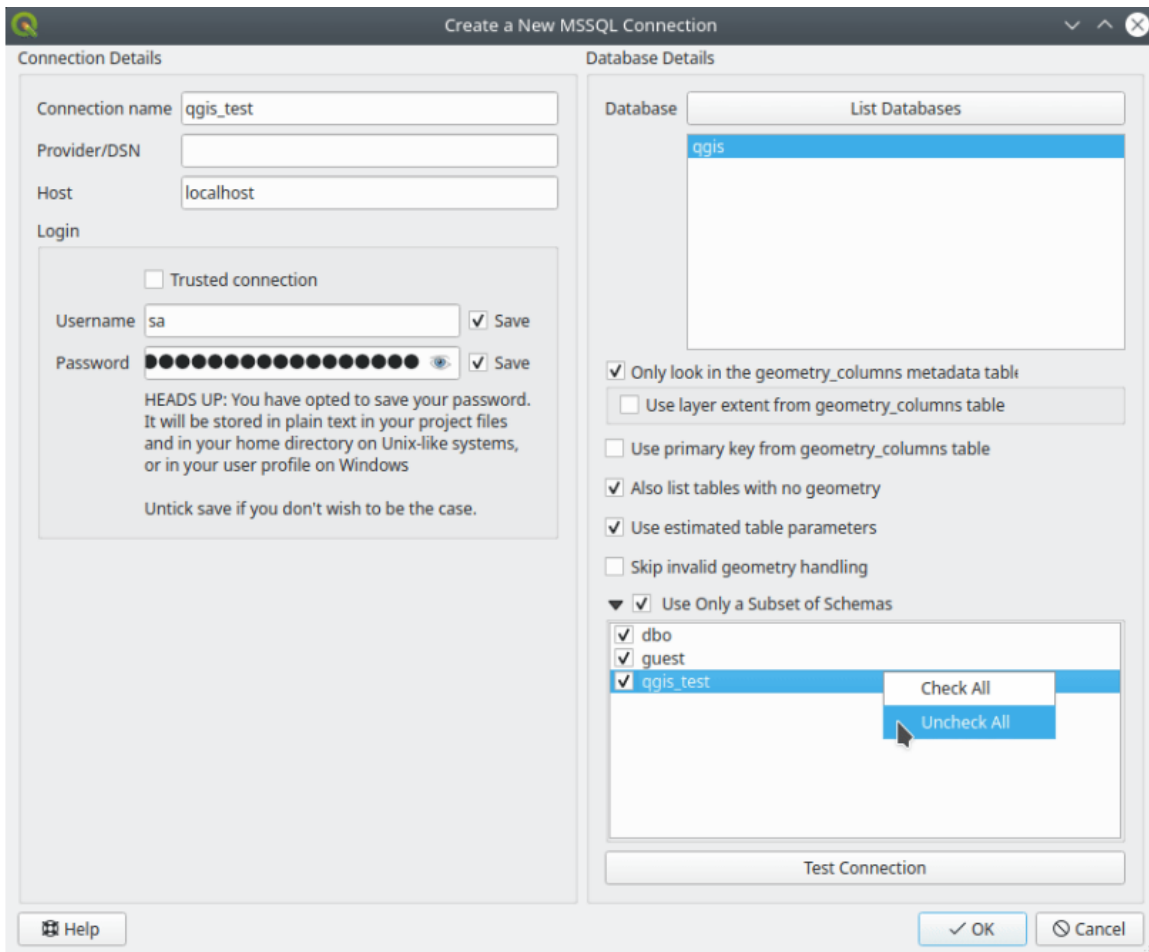 Create a New MSSQL Connection
Connection Details
Connection name qgis_test
Provider/DSN
Host localhost
Login
Trusted connection
Username sa Save
Password Save
HEADS UP: You have opted to save your password.
It will be stored in plain text in your project files
and in your home directory on Unix-like systems,
or in your user profile on Windows
Untick save if you don't wish to be the case.
Database Details
Database List Databases
qgis
Only look in the geometry_columns metadata table
Use layer extent from geometry_columns table
Use primary key from geometry_columns table
Also list tables with no geometry
Use estimated table parameters
Skip invalid geometry handling
Use Only a Subset of Schemas
dbo
guest
qgis_test
Check All
Uncheck All
Test Connection
Help
OK
Cancel